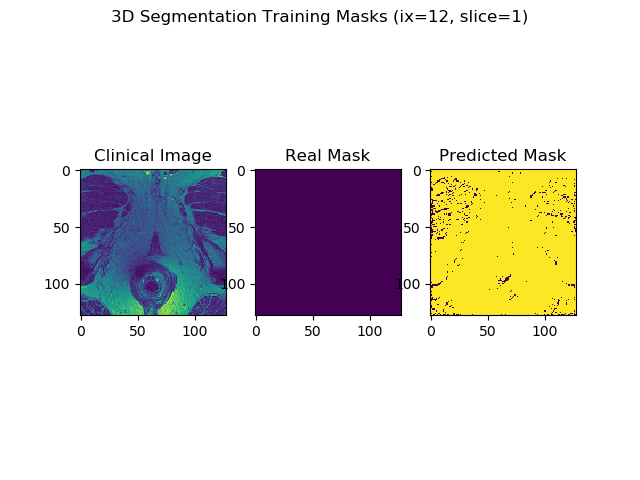 3D Segmentation Training Masks (ix=12, slice=1)
Clinical Image Real Mask Predicted Mask
0 0 0
50 50 50
100 100 100
0 50 100 0 50 100 0 50 100